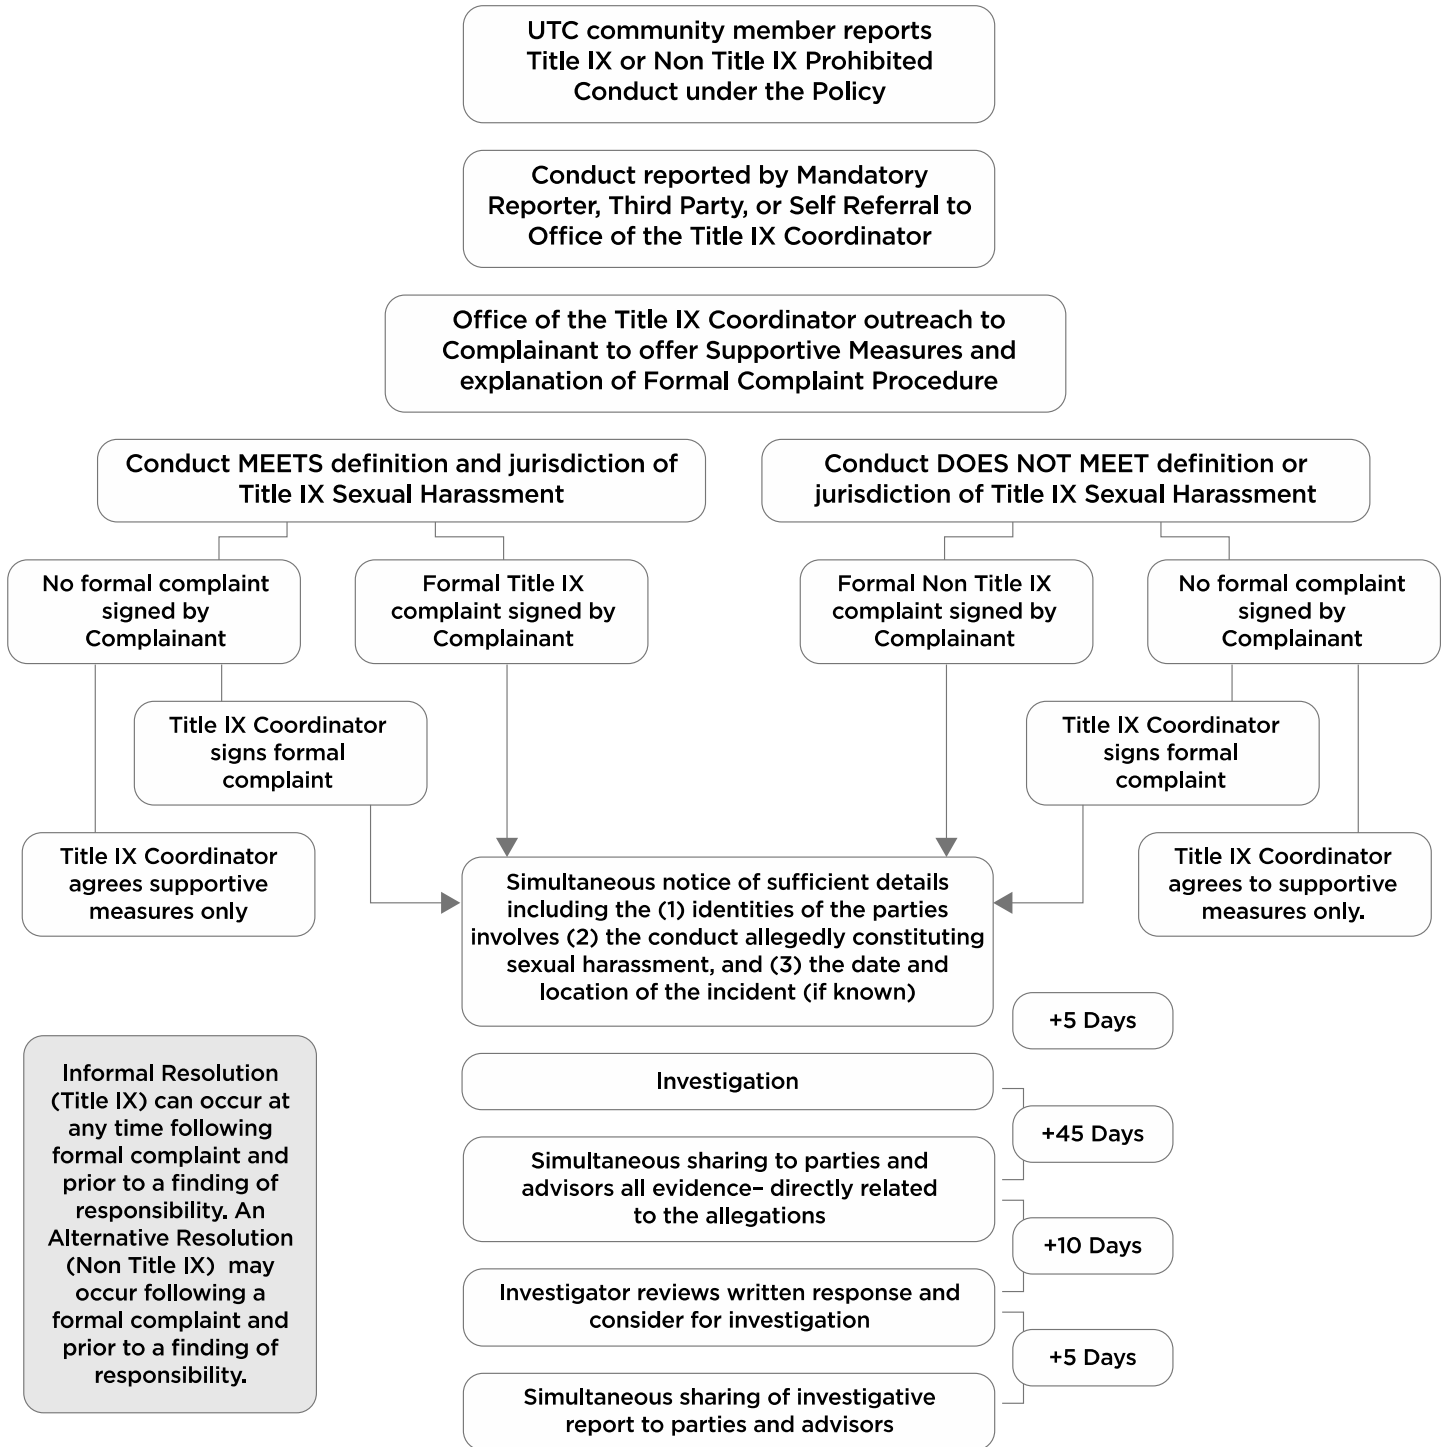 UTC community member reports
Title IX or Non Title IX Prohibited
Conduct under the Policy
Conduct reported by Mandatory
Reporter, Third Party, or Self Referral to
Office of the Title IX Coordinator
Office of the Title IX Coordinator outreach to
Complainant to offer Supportive Measures and
explanation of Formal Complaint Procedure
Conduct MEETS definition and jurisdiction of
Title IX Sexual Harassment
Conduct DOES NOT MEET definition or
jurisdiction of Title IX Sexual Harassment
No formal complaint
signed by
Complainant
Formal Title IX
complaint signed by
Complainant
Formal Non Title IX
complaint signed by
Complainant
No formal complaint
signed by
Complainant
Title IX Coordinator
signs formal
complaint
Title IX Coordinator
signs formal
complaint
Title IX Coordinator
agrees supportive
measures only
Simultaneous notice of sufficient details
including the (1) identities of the parties
involves (2) the conduct allegedly constituting
sexual harassment, and (3) the date and
location of the incident (if known)
Title IX Coordinator
agrees to supportive
measures only.
+5 Days
Informal Resolution
(Title IX) can occur at
any time following
formal complaint and
prior to a finding of
responsibility. An
Alternative Resolution
(Non Title IX) may
occur following a
formal complaint and
prior to a finding of
responsibility.
Investigation
+45 Days
Simultaneous sharing to parties and
advisors all evidence– directly related
to the allegations
+10 Days
Investigator reviews written response and
consider for investigation
+5 Days
Simultaneous sharing of investigative
report to parties and advisors